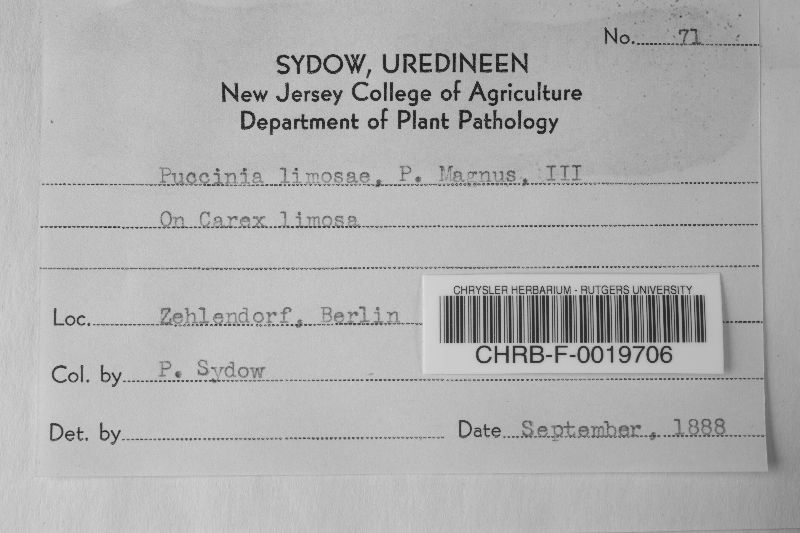 No. 71
SYDOW, UREDINEEN
New Jersey College of Agriculture
Department of Plant Pathology
Puccinia limosae, P. Magnus, III
On Carex limosa
Loc. Zehlendorf, Berlin
CHRYSLER HERBARIUM - RUTGERS UNIVERSITY
CHRB-F-0019706
Col. by P. Sydow
Det. by
Date September, 1888